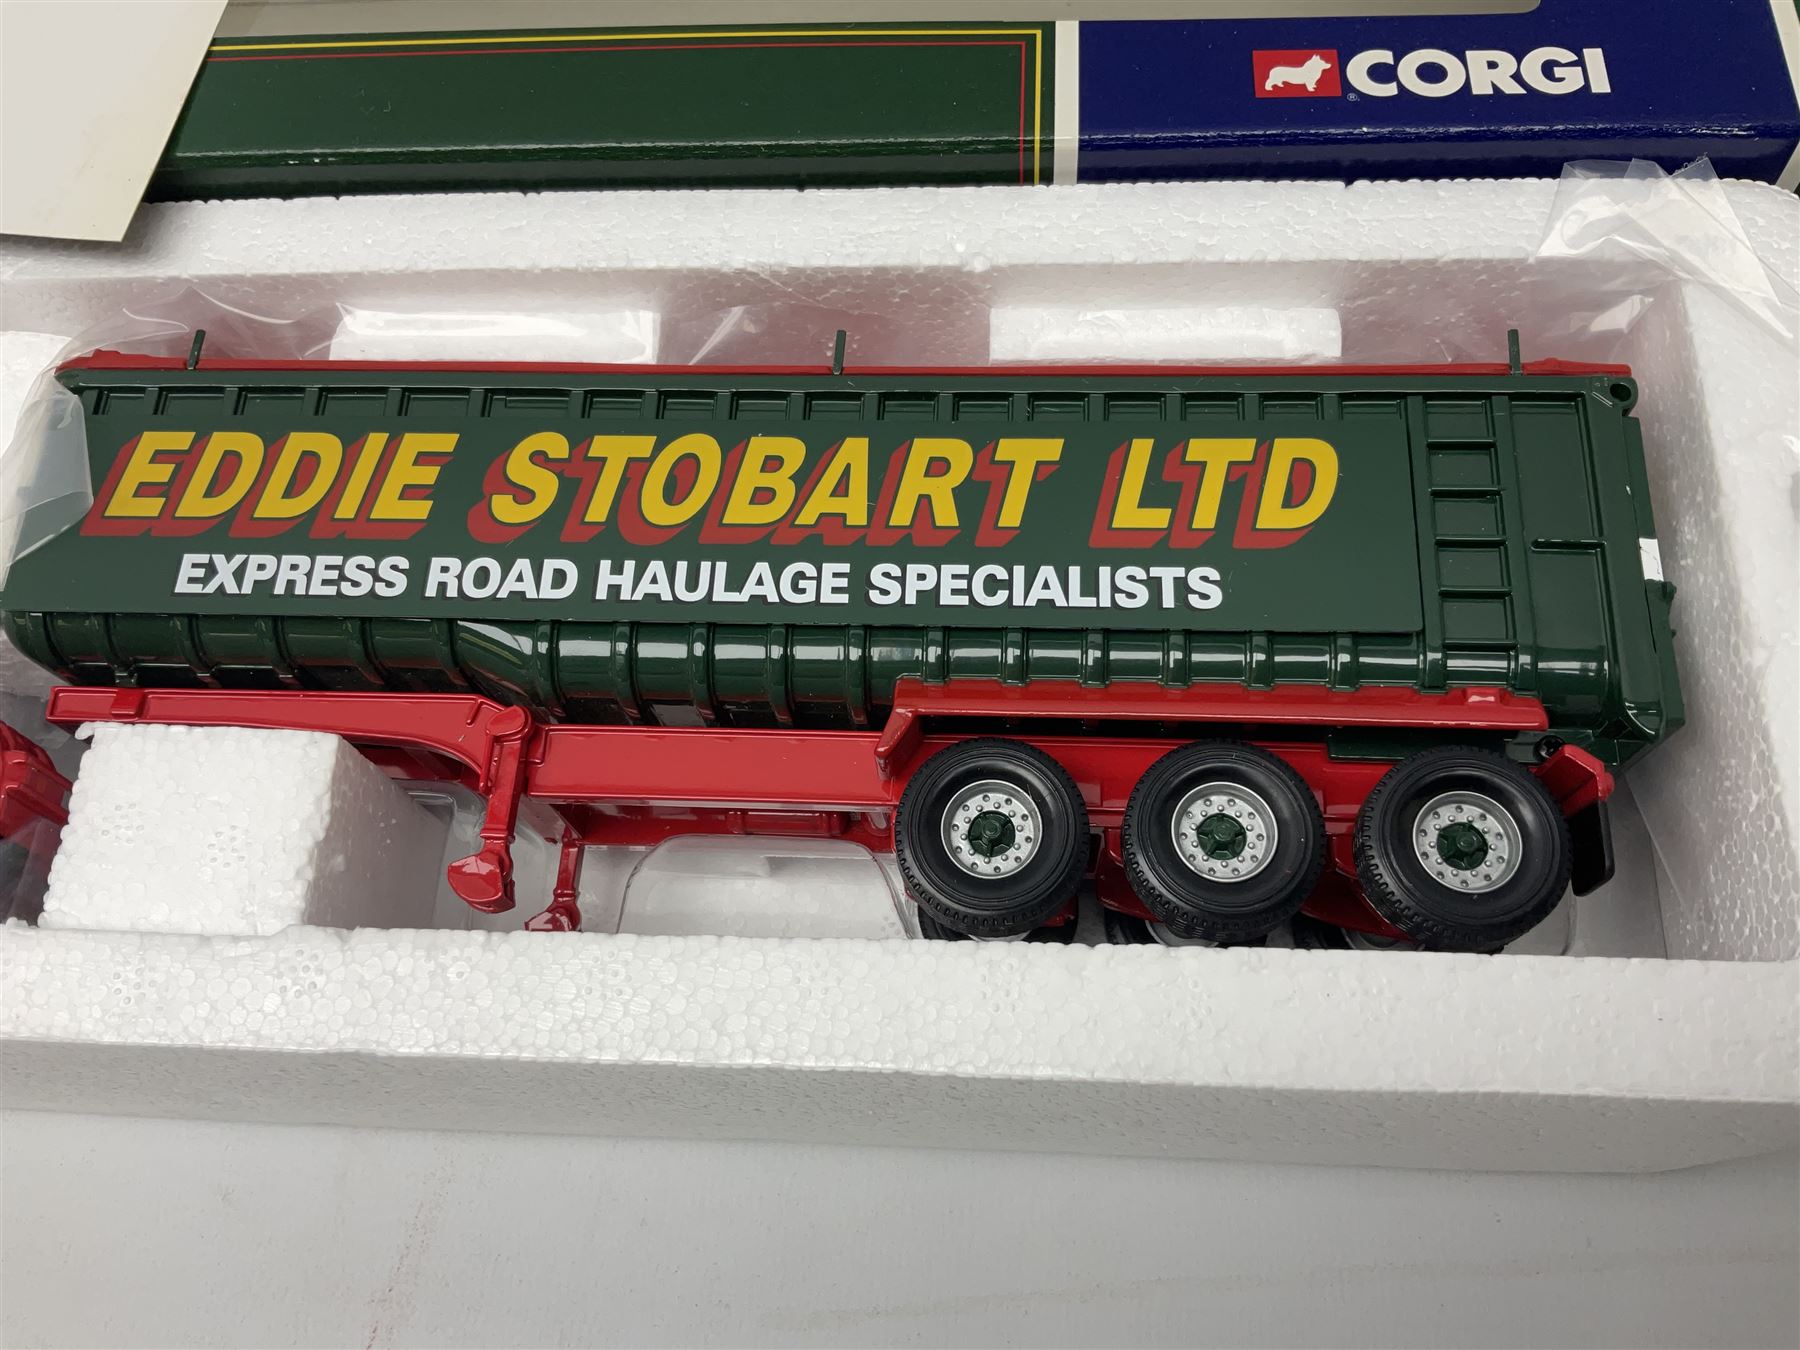 CORGI
EDDIE STOBART LTD
EXPRESS ROAD HAULAGE SPECIALISTS